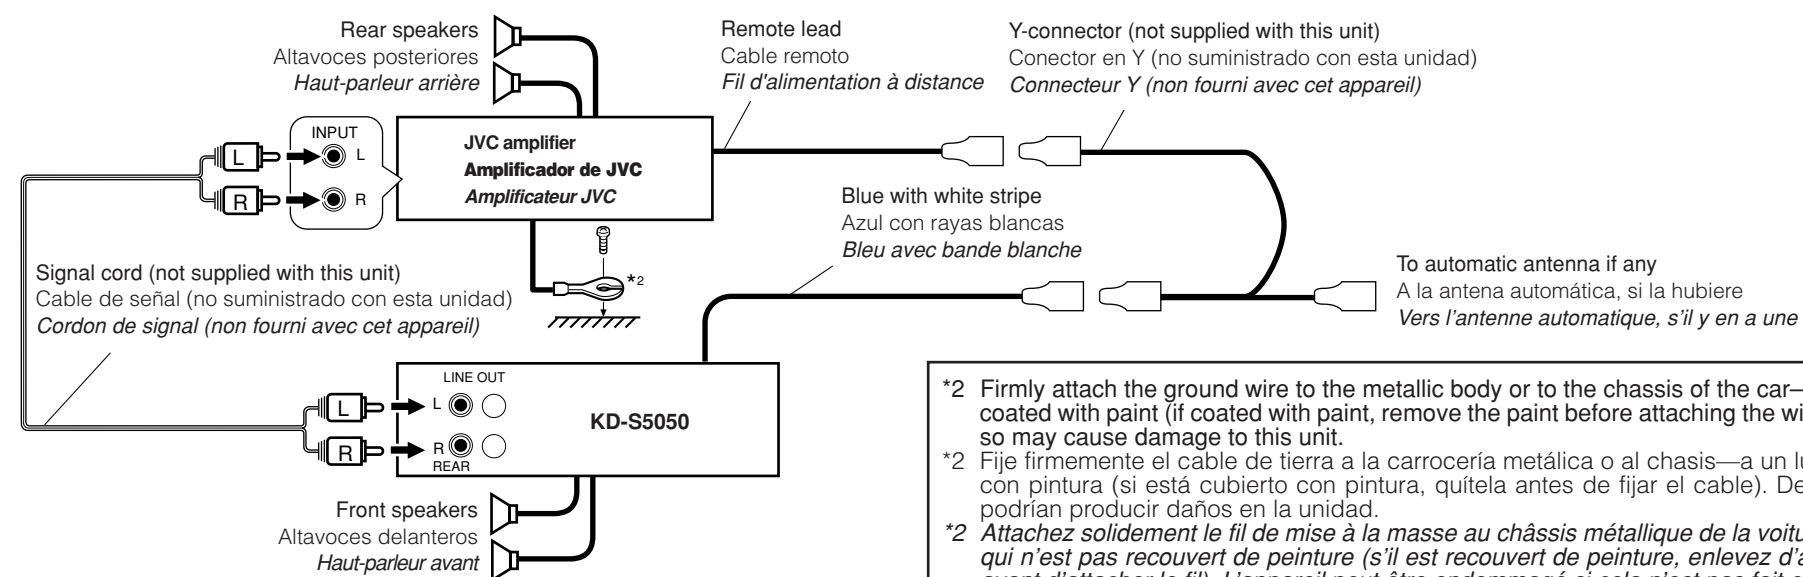 Rear speakers
Altavoces posteriores
Haut-parleur arrière
Remote lead
Cable remoto
Fil d'alimentation à distance
Y-connector (not supplied with this unit)
Conector en Y (no suministrado con esta unidad)
Connecteur Y (non fourni avec cet appareil)
INPUT
L
L
R
R
JVC amplifier
Amplificador de JVC
Amplificateur JVC
Blue with white stripe
Azul con rayas blancas
Bleu avec bande blanche
*2
Signal cord (not supplied with this unit)
Cable de señal (no suministrado con esta unidad)
Cordon de signal (non fourni avec cet appareil)
To automatic antenna if any
A la antena automática, si la hubiere
Vers l'antenne automatique, s'il y en a une
LINE OUT
L
L
R
R
REAR
KD-S5050
Front speakers
Altavoces delanteros
Haut-parleur avant
*2 Firmly attach the ground wire to the metallic body or to the chassis of the car—
coated with paint (if coated with paint, remove the paint before attaching the wi
so may cause damage to this unit.
*2 Fije firmemente el cable de tierra a la carrocería metálica o al chasis—a un lu
con pintura (si está cubierto con pintura, quítela antes de fijar el cable). De
podrían producir daños en la unidad.
*2 Attachez solidement le fil de mise à la masse au châssis métallique de la voitu
qui n'est pas recouvert de peinture (s'il est recouvert de peinture, enlevez d'a